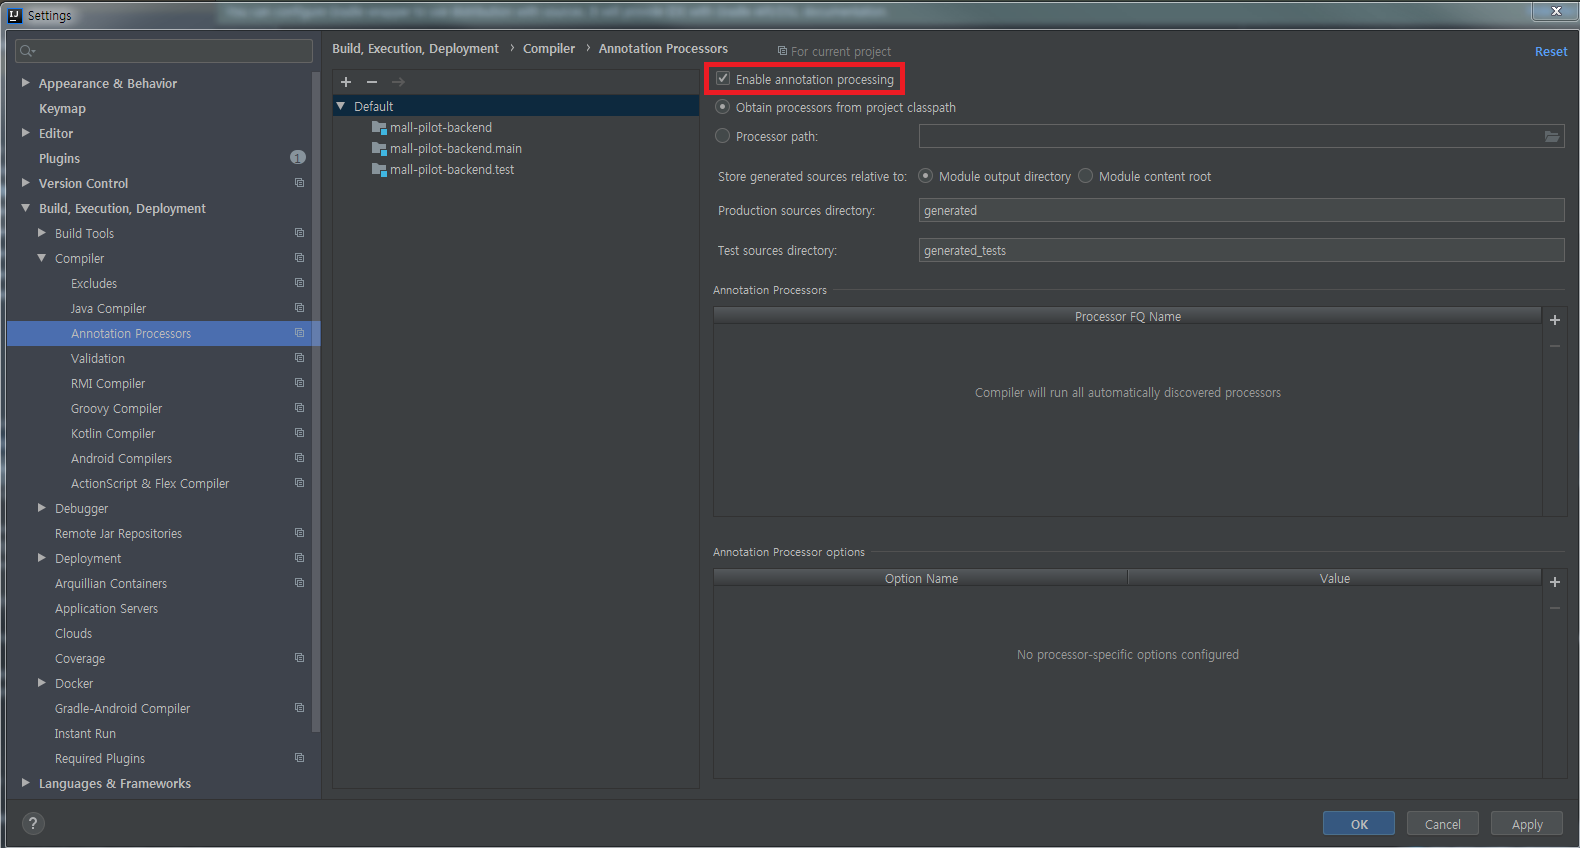 Settings
Build, Execution, Deployment › Compiler › Annotation Processors
For current project
Reset
Appearance & Behavior
Keymap
Editor
Plugins
1
Version Control
Build, Execution, Deployment
Build Tools
Compiler
Excludes
Java Compiler
Annotation Processors
Validation
RMI Compiler
Groovy Compiler
Kotlin Compiler
Android Compilers
ActionScript & Flex Compiler
Debugger
Remote Jar Repositories
Deployment
Arquillian Containers
Application Servers
Clouds
Coverage
Docker
Gradle-Android Compiler
Instant Run
Required Plugins
Languages & Frameworks
Default
mall-pilot-backend
mall-pilot-backend.main
mall-pilot-backend.test
Enable annotation processing
Obtain processors from project classpath
Processor path:
Store generated sources relative to: Module output directory Module content root
Production sources directory: generated
Test sources directory: generated_tests
Annotation Processors
Processor FQ Name
Compiler will run all automatically discovered processors
Annotation Processor options
Option Name Value
No processor-specific options configured
?
OK Cancel Apply